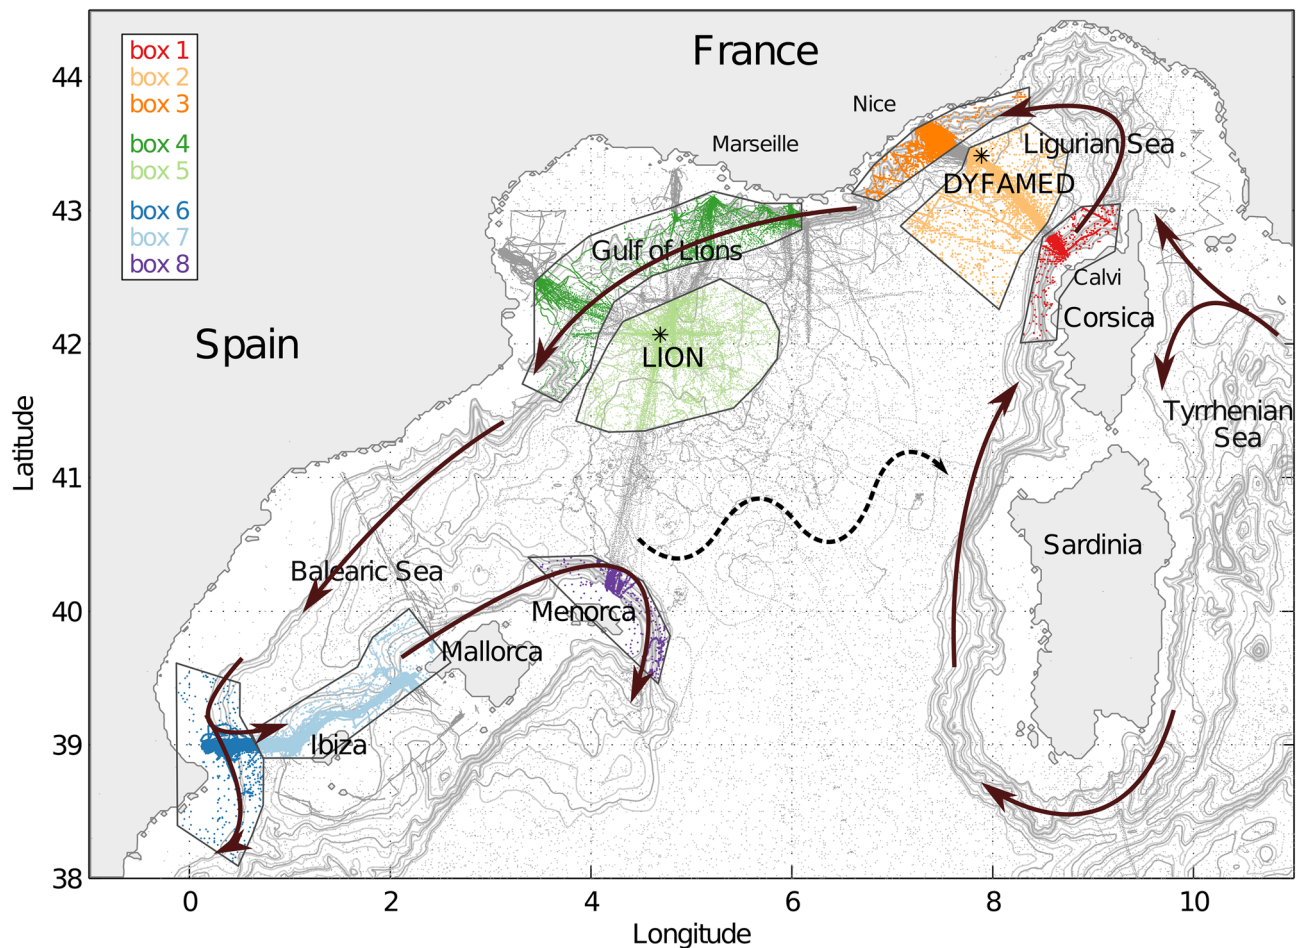 box 1
box 2
box 3
box 4
box 5
box 6
box 7
box 8
France
Nice
Marseille
Ligurian Sea
DYFAMED
Gulf of Lions
Calvi
Corsica
Spain
LION
Tyrrhenian
Sea
Sardinia
Balearic Sea
Menorca
Mallorca
Ibiza
44
43
42
41
40
39
38
Latitude
0
2
4
6
8
10
Longitude